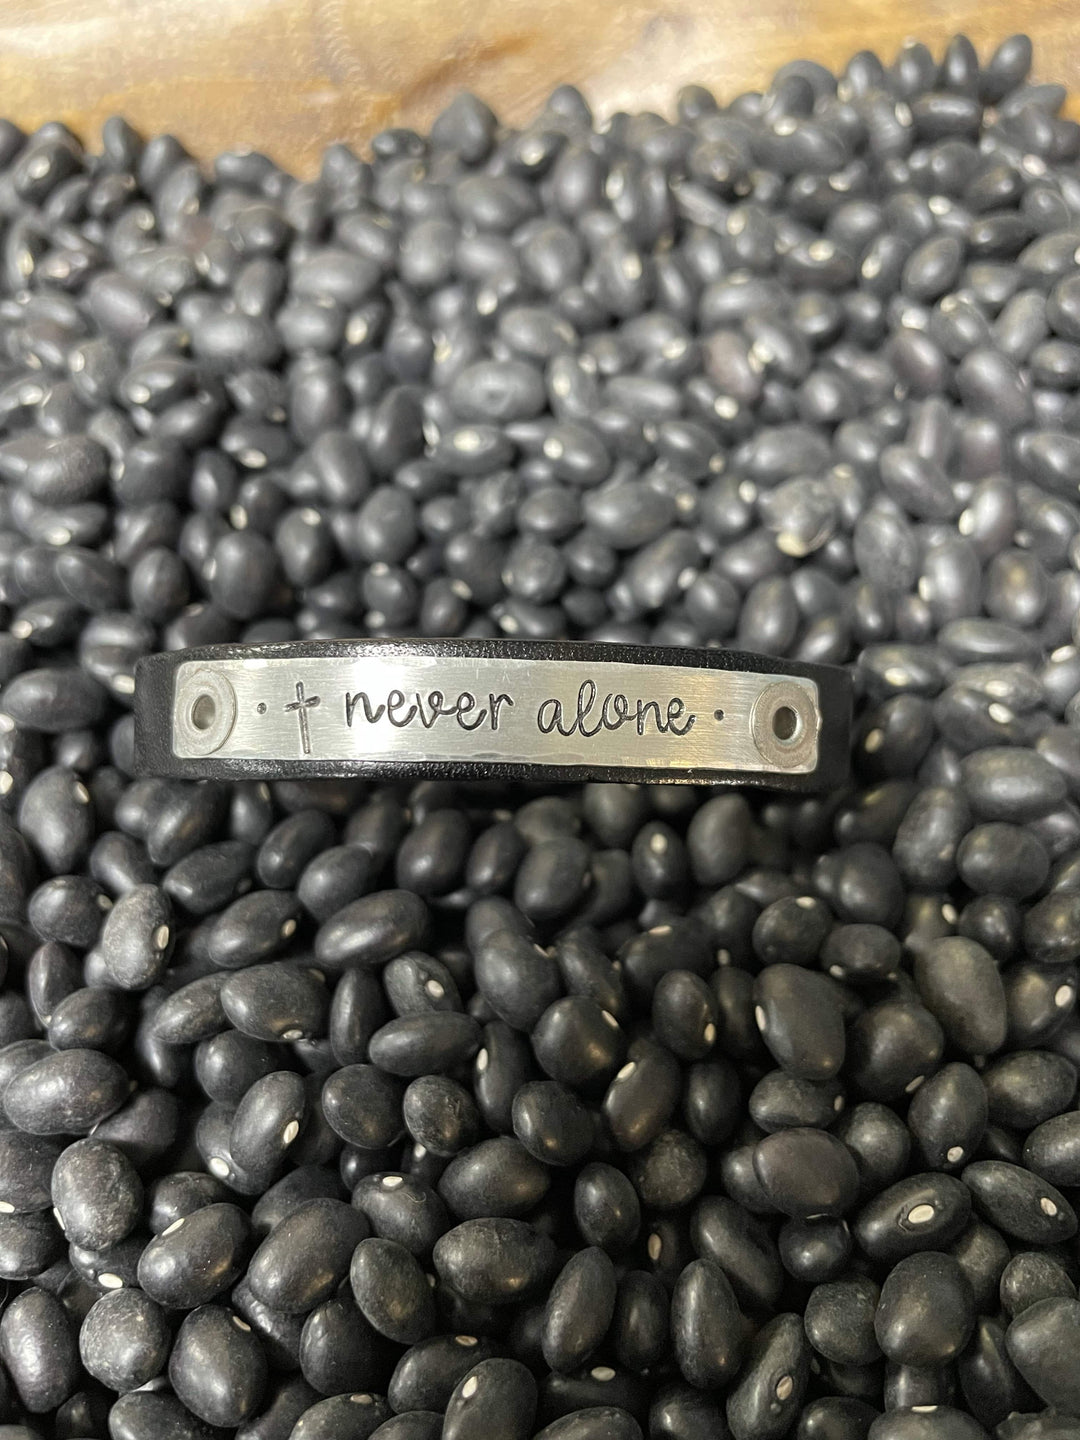 · † never alone ·